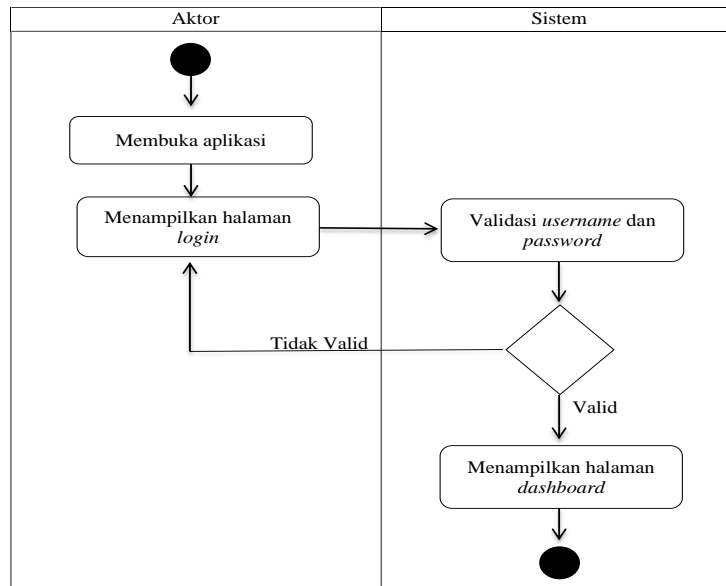 Aktor
Sistem
Membuka aplikasi
Menampilkan halaman
login
Validasi username dan
password
Tidak Valid
Valid
Menampilkan halaman
dashboard